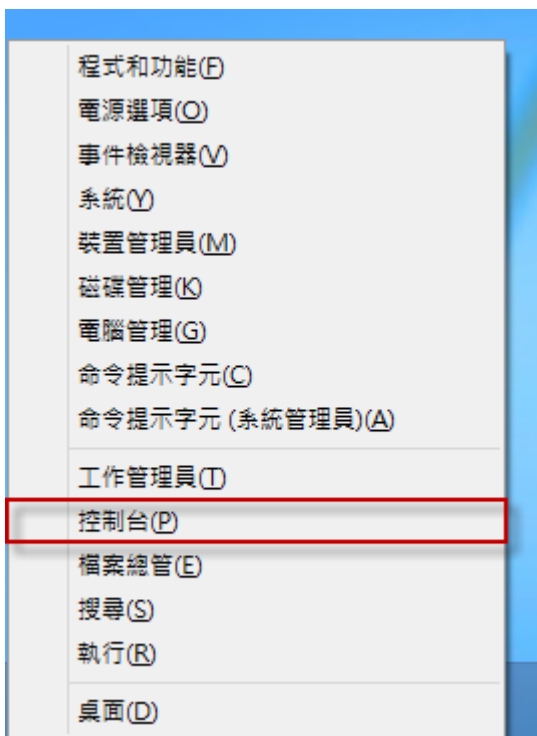 程式和功能(F)
電源選項(O)
事件檢視器(V)
系統(Y)
裝置管理員(M)
磁碟管理(K)
電腦管理(G)
命令提示字元(C)
命令提示字元 (系統管理員)(A)
工作管理員(T)
控制台(P)
檔案總管(E)
搜尋(S)
執行(R)
桌面(D)